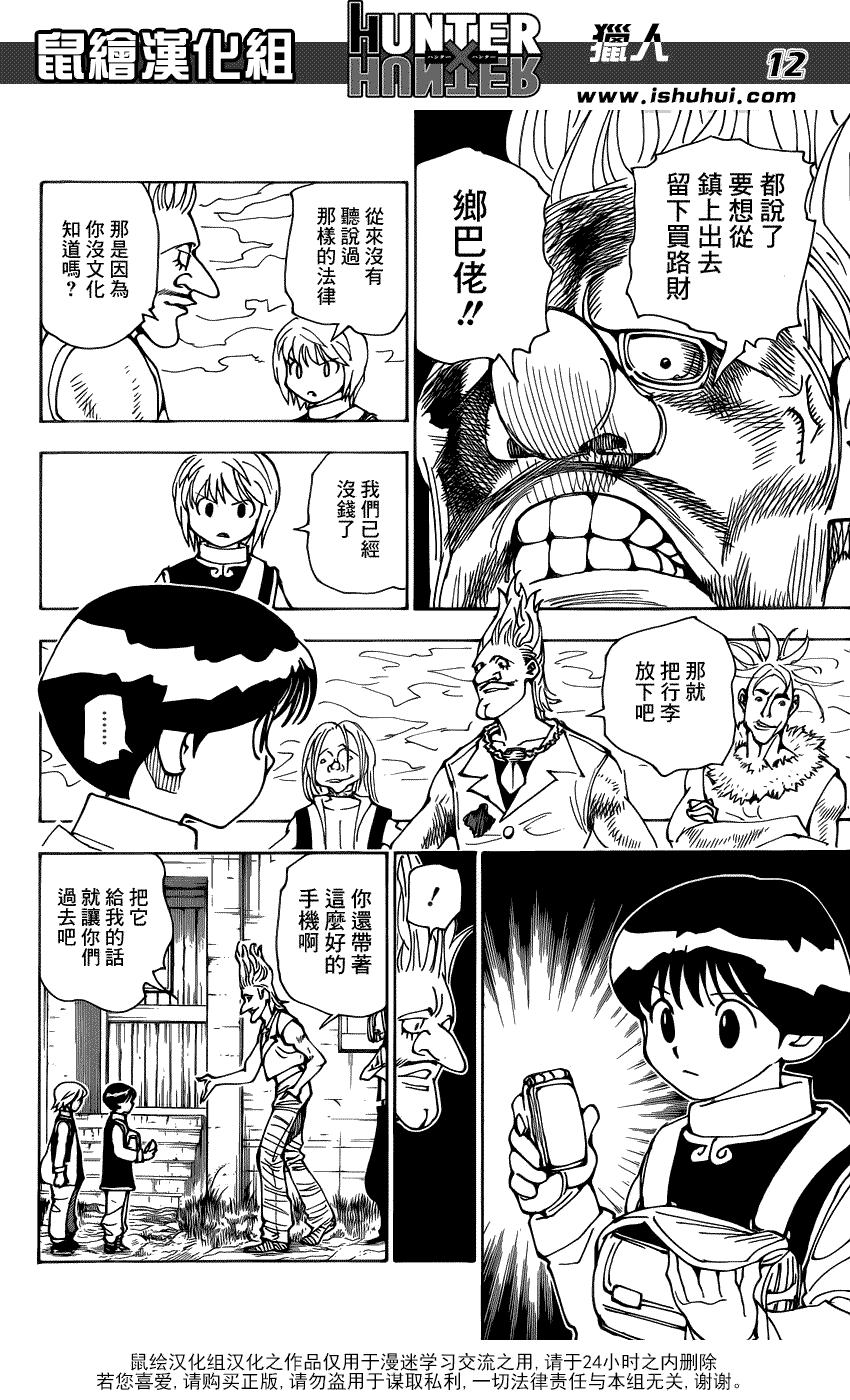 鼠繪漢化組
HUNTER
ハンター×ハンター
HUNTER
獵人
12
www.ishuhui.com
都說了
要想從
鎮上出去
留下買路財
鄉巴佬!!
從來沒有
聽說過
那樣的法律
那是因為
你沒文化
知道嗎?
我們已經
沒錢了
那就
把行李
放下吧
……
!
你還帶著
這麼好的
手機啊
把它
給我的話
就讓你們
過去吧
鼠绘汉化组汉化之作品仅用于漫迷学习交流之用,请于24小时之内删除
若您喜爱,请购买正版,请勿盗用于谋取私利,一切法律责任与本组无关,谢谢。